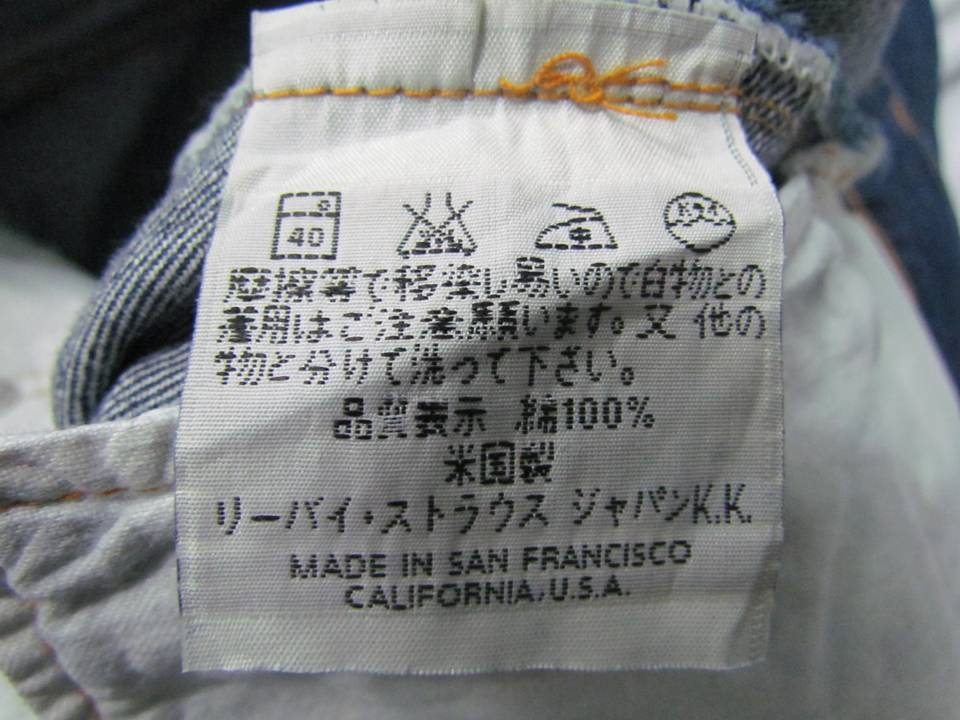 40
摩擦等で移染し易いので白物との
着用はご注意願います。又 他の
物と分けて洗って下さい。
品質表示 綿100%
米国製
リーバイ・ストラウス ジャパンK.K.
MADE IN SAN FRANCISCO
CALIFORNIA,U.S.A.